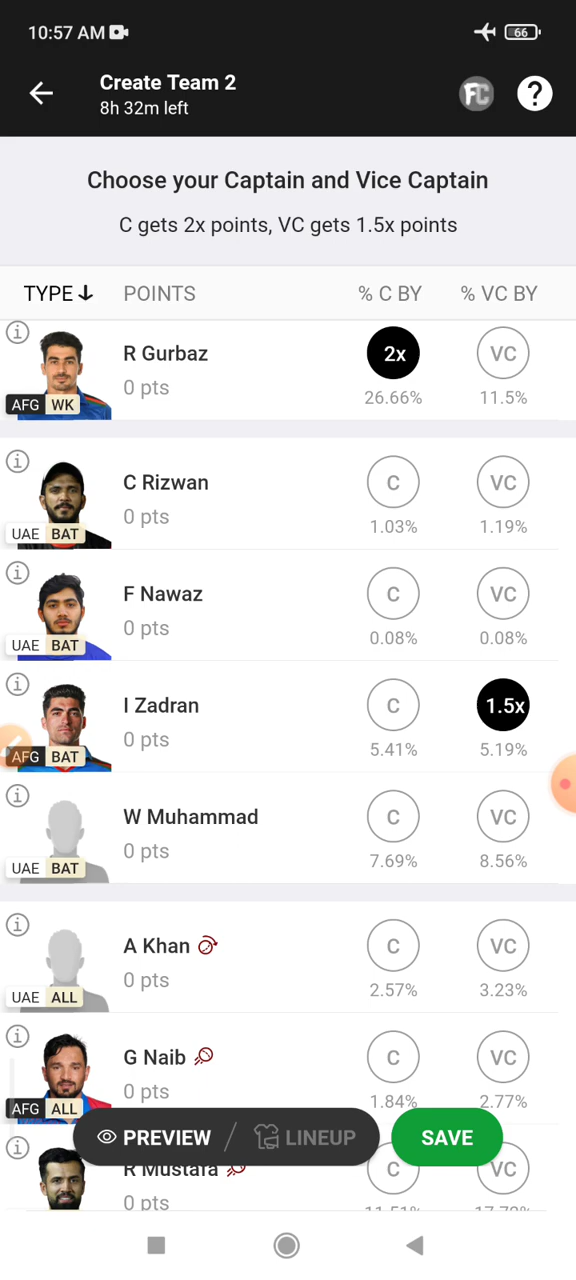 10:57 AM
66
Create Team 2
8h 32m left
FC
?
Choose your Captain and Vice Captain
C gets 2x points, VC gets 1.5x points
TYPE POINTS % C BY % VC BY
R Gurbaz
0 pts
2x
VC
AFG WK
26.66%
11.5%
C Rizwan
0 pts
C
VC
UAE BAT
1.03%
1.19%
F Nawaz
0 pts
C
VC
UAE BAT
0.08%
0.08%
I Zadran
0 pts
C
1.5x
AFG BAT
5.41%
5.19%
W Muhammad
0 pts
C
VC
UAE BAT
7.69%
8.56%
A Khan
0 pts
C
VC
UAE ALL
2.57%
3.23%
G Naib
0 pts
C
VC
AFG ALL
1.84%
2.77%
PREVIEW LINEUP SAVE
R Mustafa
0 pts
C
VC